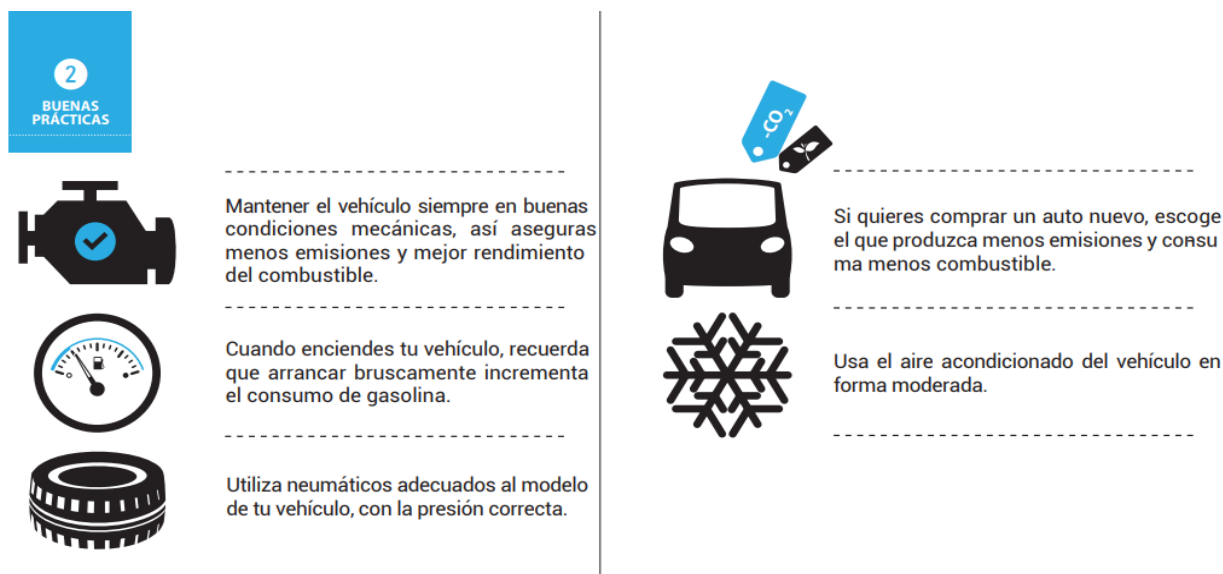 2
BUENAS
PRÁCTICAS
Mantener el vehículo siempre en buenas
condiciones mecánicas, así aseguras
menos emisiones y mejor rendimiento
del combustible.
Cuando enciendes tu vehículo, recuerda
que arrancar bruscamente incrementa
el consumo de gasolina.
Utiliza neumáticos adecuados al modelo
de tu vehículo, con la presión correcta.
-CO₂
Si quieres comprar un auto nuevo, escoge
el que produzca menos emisiones y consu
ma menos combustible.
Usa el aire acondicionado del vehículo en
forma moderada.